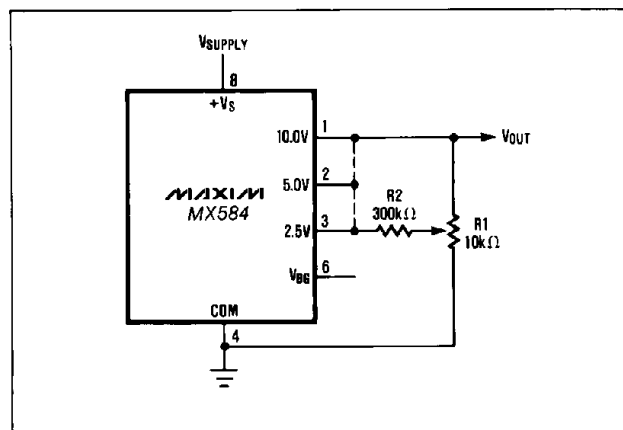 VSUPPLY
8
+VS
10.0V
1
VOUT
5.0V
2
MAXIM
MX584
R2
300kΩ
2.5V
3
R1
10kΩ
VBG
6
COM
4